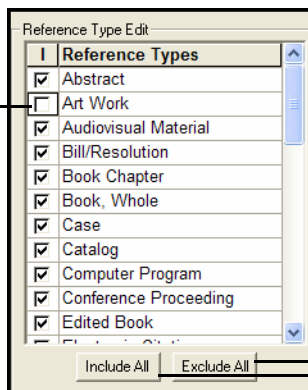 Reference Type Edit
I Reference Types
Abstract
Art Work
Audiovisual Material
Bill/Resolution
Book Chapter
Book, Whole
Case
Catalog
Computer Program
Conference Proceeding
Edited Book
Include All Exclude All